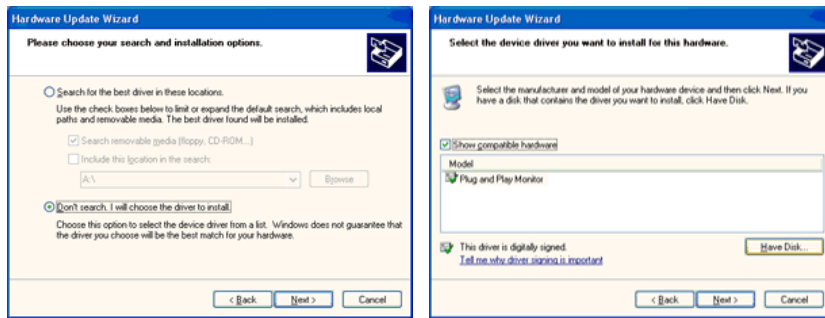 Hardware Update Wizard
Please choose your search and installation options.
Search for the best driver in these locations.
Use the check boxes below to limit or expand the default search, which includes local
paths and removable media. The best driver found will be installed.
Search removable media (floppy, CD-ROM...)
Include this location in the search:
A:\
Browse
Don't search. I will choose the driver to install.
Choose this option to select the device driver from a list. Windows does not guarantee that
the driver you choose will be the best match for your hardware.
< Back
Next >
Cancel
Hardware Update Wizard
Select the device driver you want to install for this hardware.
Select the manufacturer and model of your hardware device and then click Next. If you
have a disk that contains the driver you want to install, click Have Disk.
Show compatible hardware
Model
Plug and Play Monitor
This driver is digitally signed.
Tell me why driver signing is important
Have Disk...
< Back
Next >
Cancel